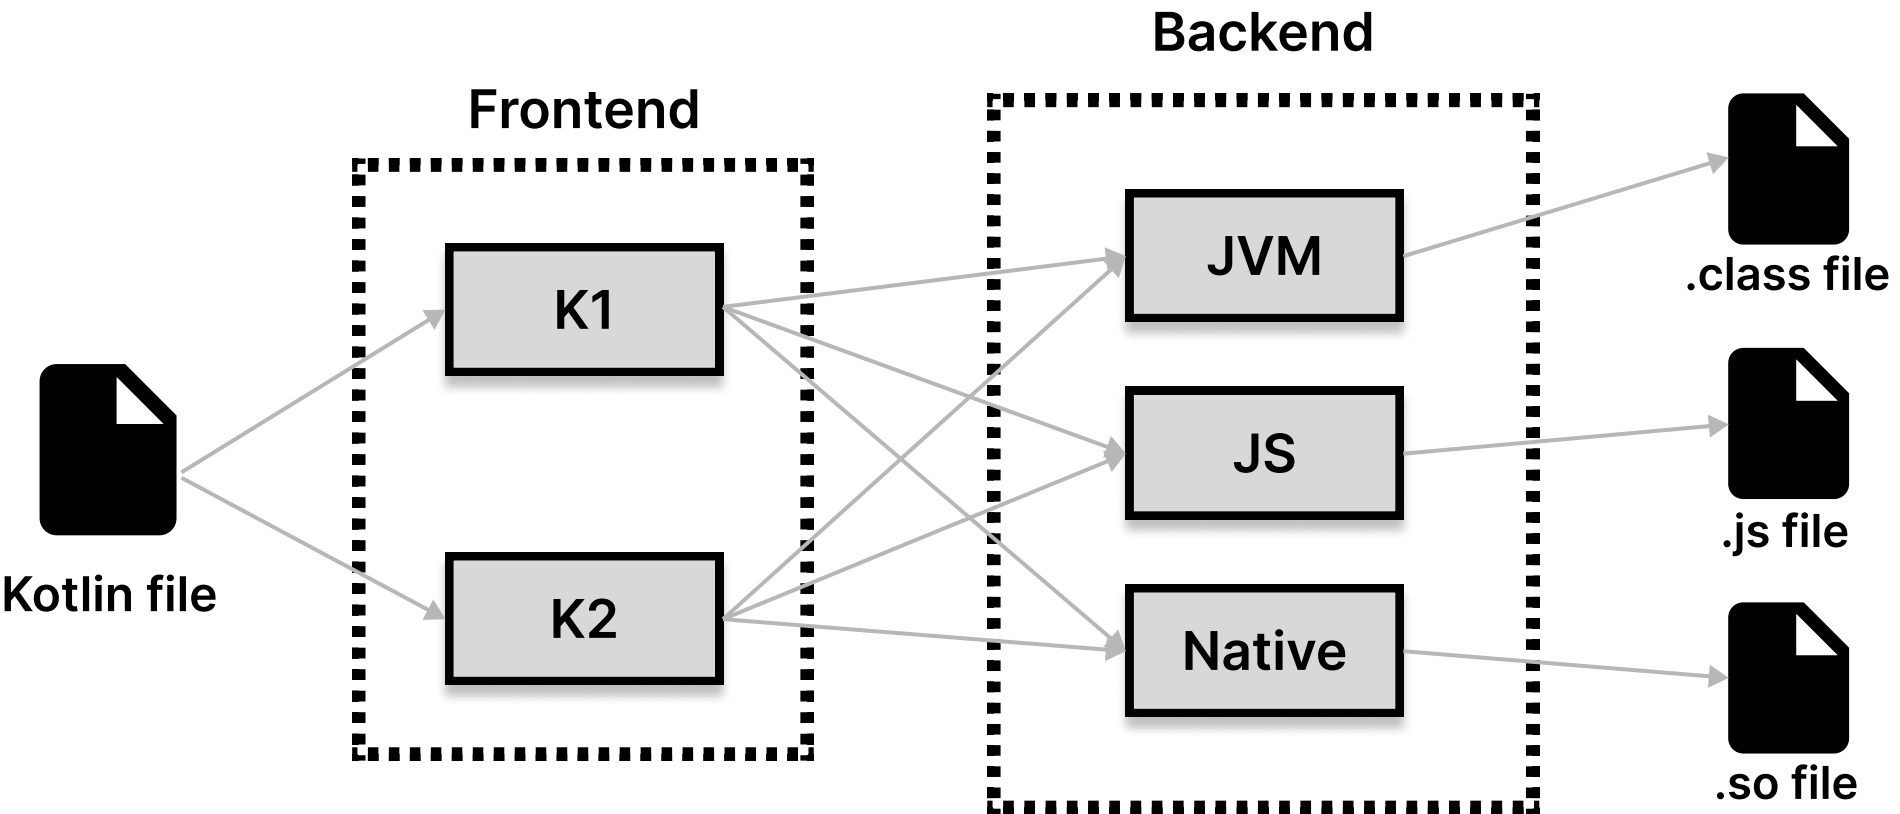 Backend
Frontend
JVM
.class file
K1
JS
.js file
Kotlin file
K2
Native
.so file